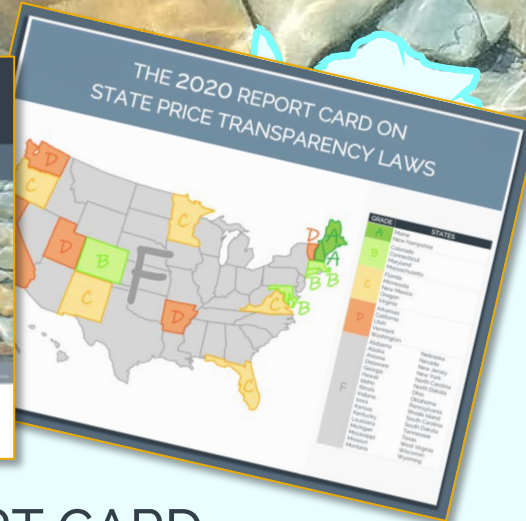 THE 2020 REPORT CARD ON
STATE PRICE TRANSPARENCY LAWS
D
C
C
D
B
F
C
D
C
B
D
A
A
B
B
C
GRADE STATES
A
Maine
New Hampshire
B
Colorado
Connecticut
Maryland
Massachusetts
C
Florida
Minnesota
New Mexico
Oregon
Virginia
D
Arkansas
California
Utah
Vermont
Washington
F
Alabama
Alaska
Arizona
Delaware
Georgia
Hawaii
Idaho
Illinois
Indiana
Iowa
Kansas
Kentucky
Louisiana
Michigan
Mississippi
Missouri
Montana
Nebraska
Nevada
New Jersey
New York
North Carolina
North Dakota
Ohio
Oklahoma
Pennsylvania
Rhode Island
South Carolina
South Dakota
Tennessee
Texas
West Virginia
Wisconsin
Wyoming
RT CARD